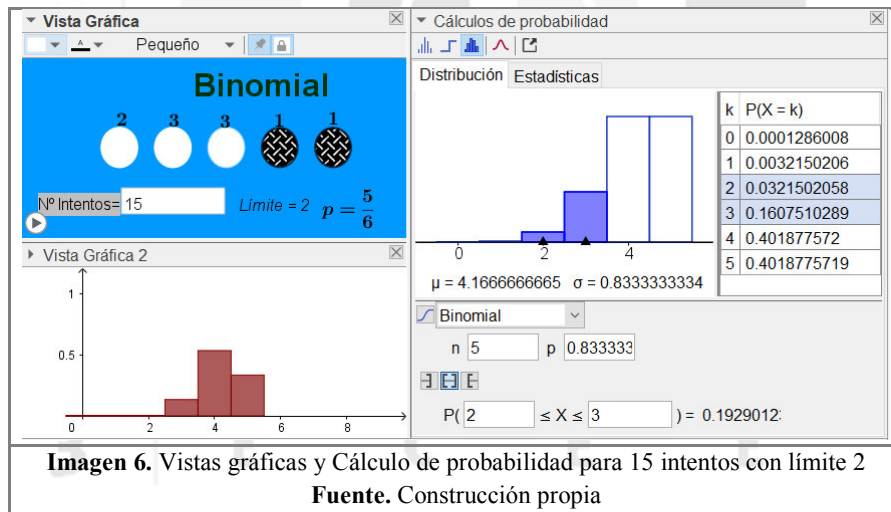 Vista Gráfica
A Pequeño
Binomial
2 3 3 1 1
Nº Intentos= 15
Límite = 2 p = 5/6
Vista Gráfica 2
1
0.5
0 2 4 6 8
Cálculos de probabilidad
Distribución Estadísticas
0 2 4
μ = 4.1666666665 σ = 0.8333333334
k P(X = k)
0 0.0001286008
1 0.0032150206
2 0.0321502058
3 0.1607510289
4 0.401877572
5 0.4018775719
Binomial
n 5 p 0.833333
P( 2 ≤ X ≤ 3 ) = 0.1929012
Imagen 6. Vistas gráficas y Cálculo de probabilidad para 15 intentos con límite 2
Fuente. Construcción propia